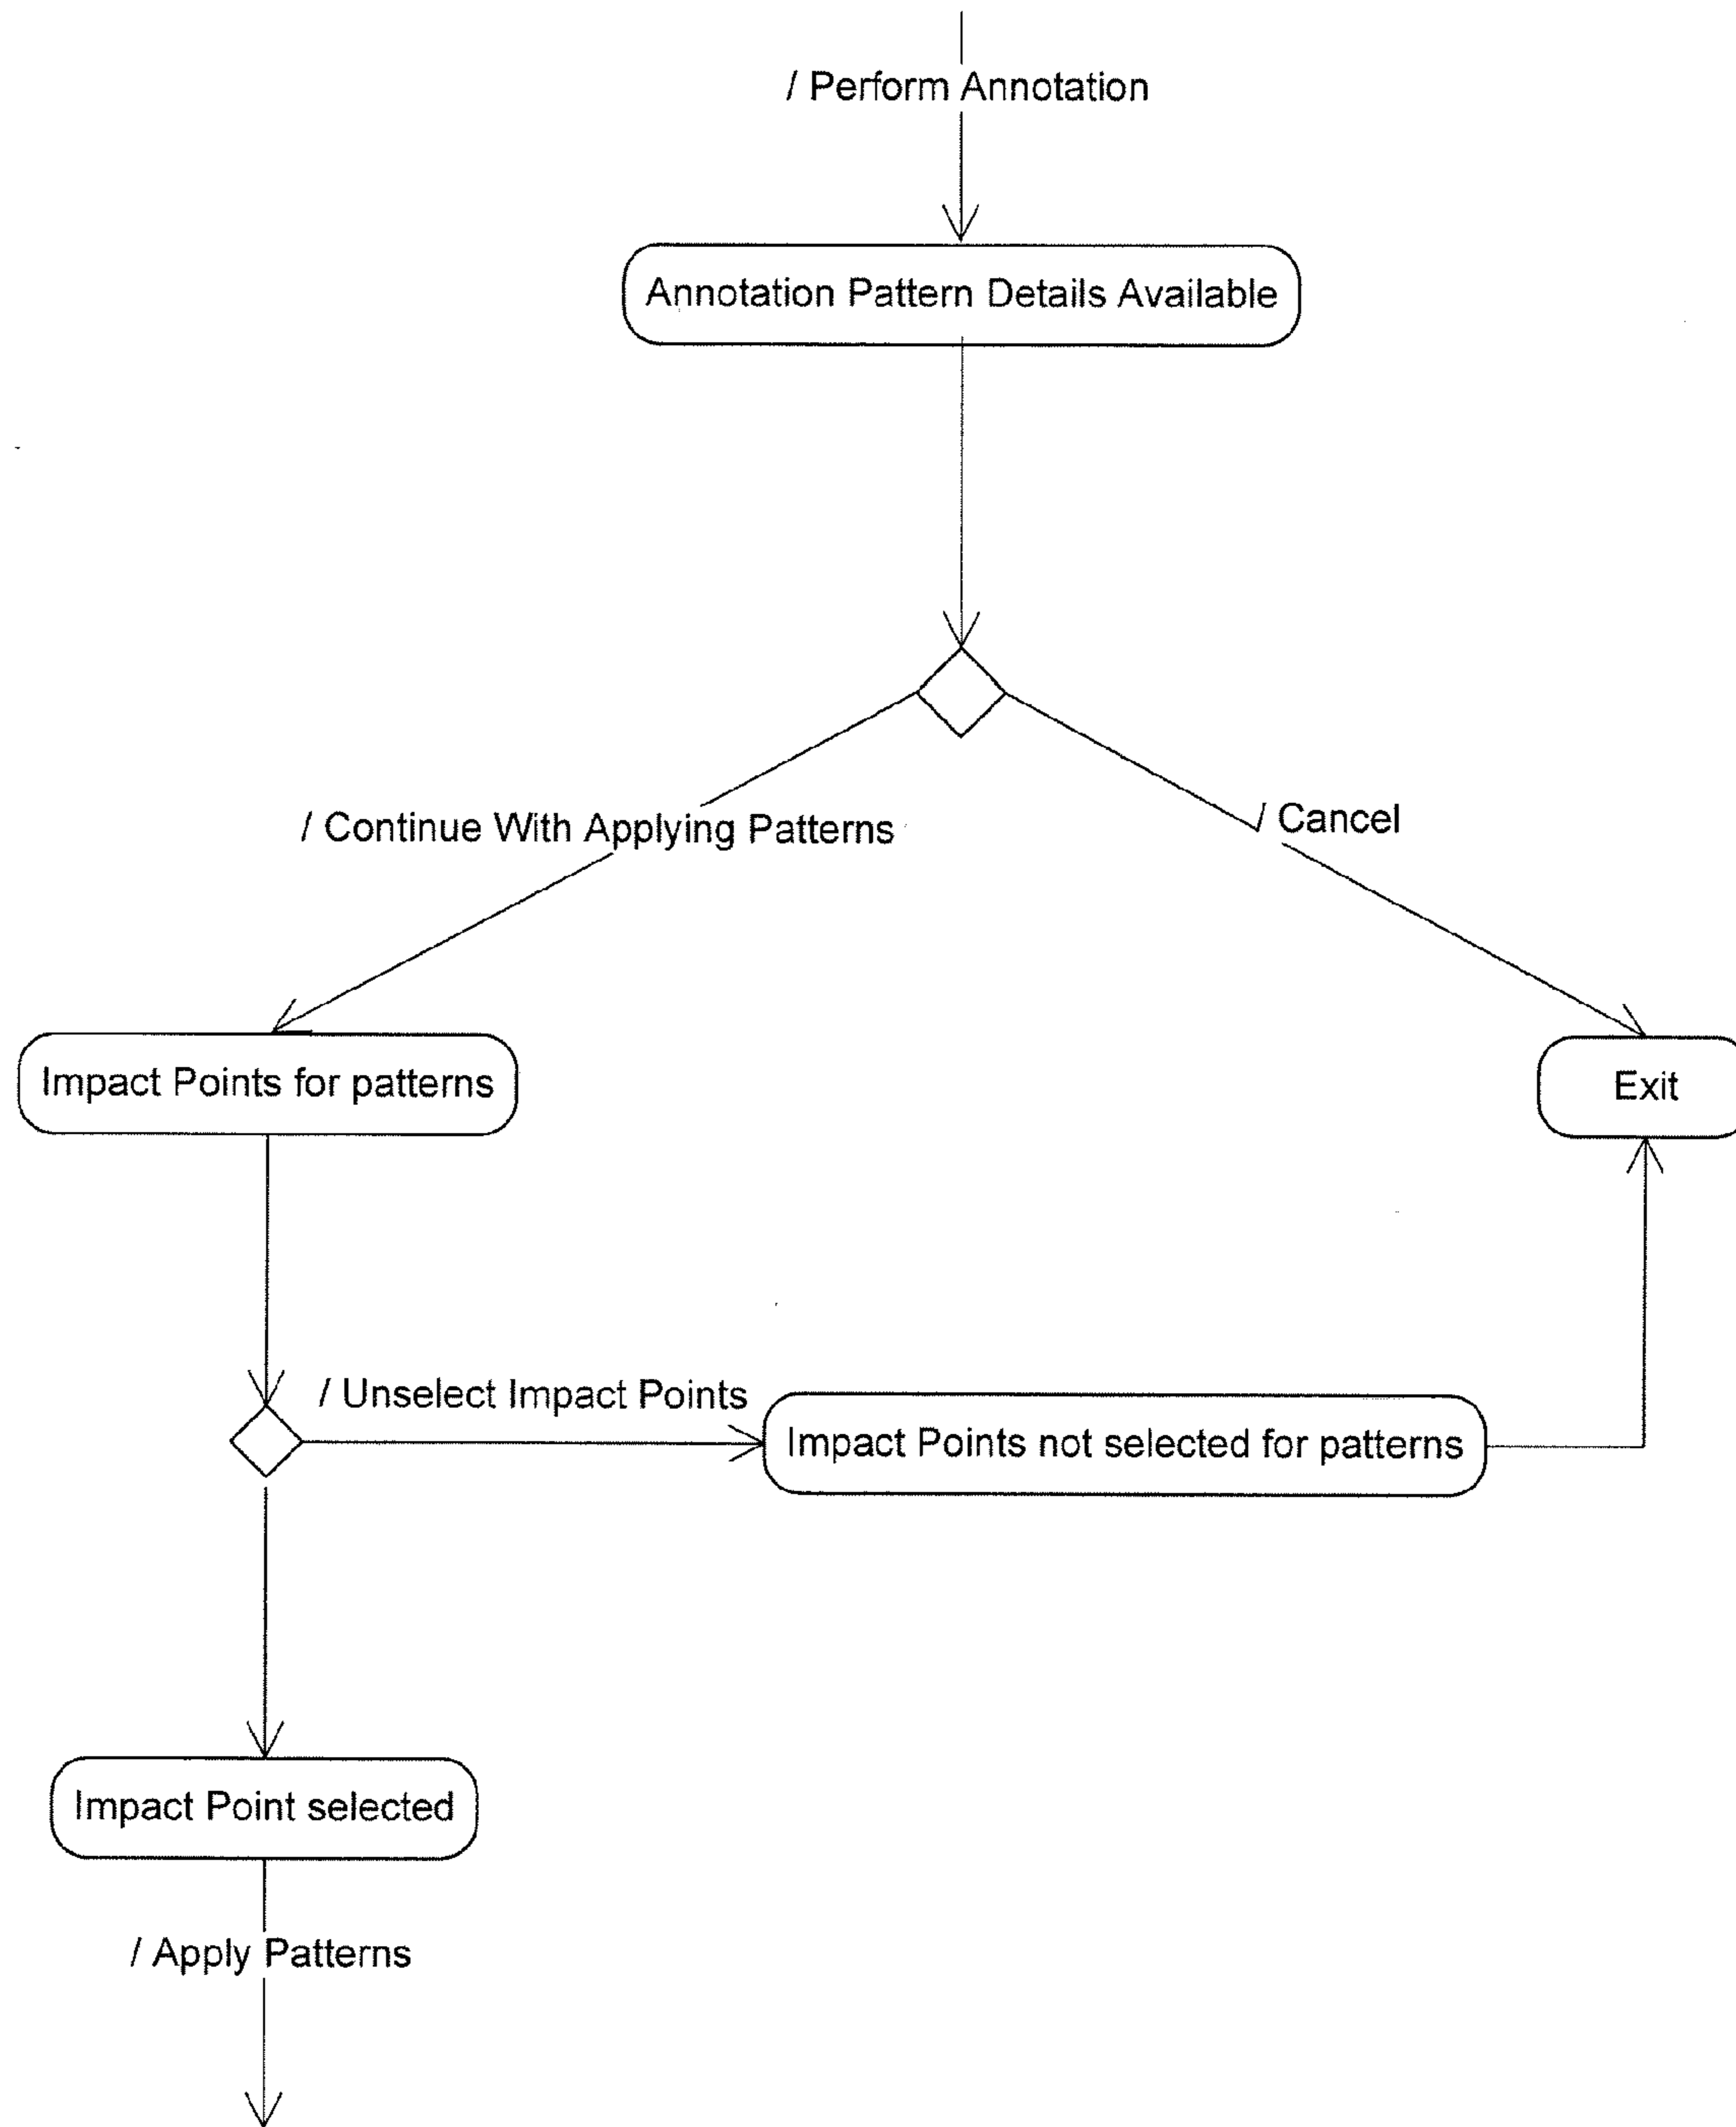 / Perform Annotation
Annotation Pattern Details Available
/ Continue With Applying Patterns
/ Cancel
Impact Points for patterns
Exit
/ Unselect Impact Points
Impact Points not selected for patterns
Impact Point selected
/ Apply Patterns